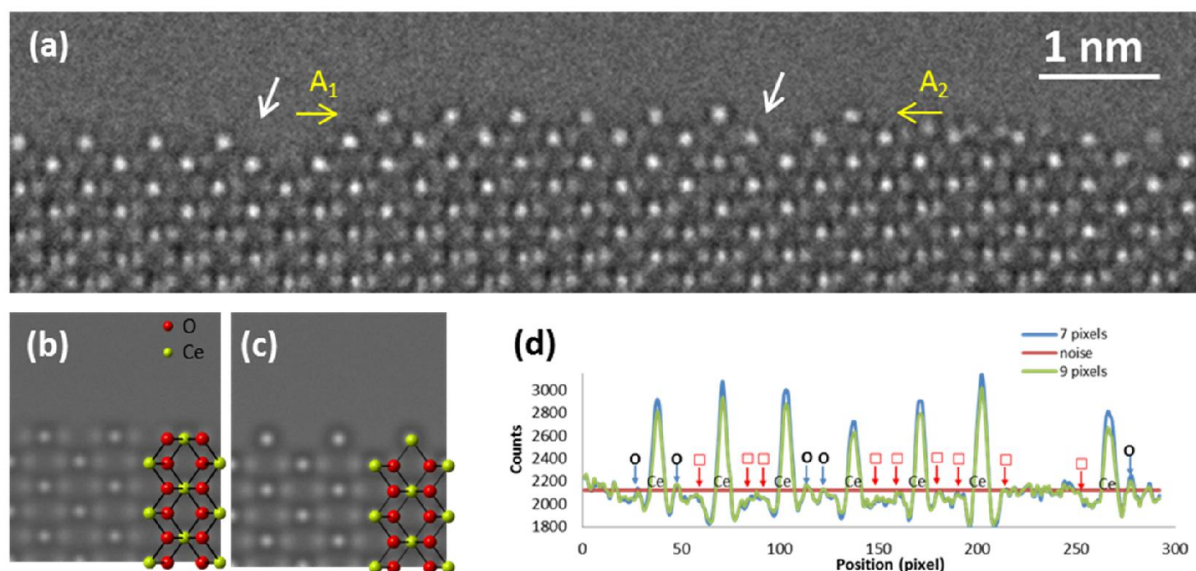 (a)
1 nm
A₁
A₂
(b)
O
Ce
(c)
(d)
7 pixels
noise
9 pixels
3000
2800
2600
2400
2200
2000
1800
Counts
O O O O O
Ce Ce Ce Ce Ce Ce Ce
0 50 100 150 200 250 300
Position (pixel)